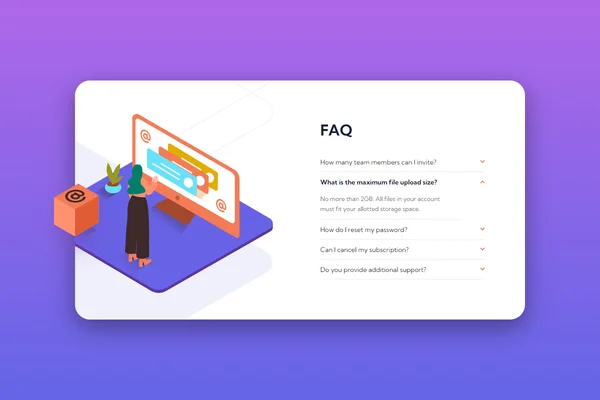 FAQ
How many team members can I invite?
What is the maximum file upload size?
No more than 2GB. All files in your account
must fit your allotted storage space.
How do I reset my password?
Can I cancel my subscription?
Do you provide additional support?
@
@
@